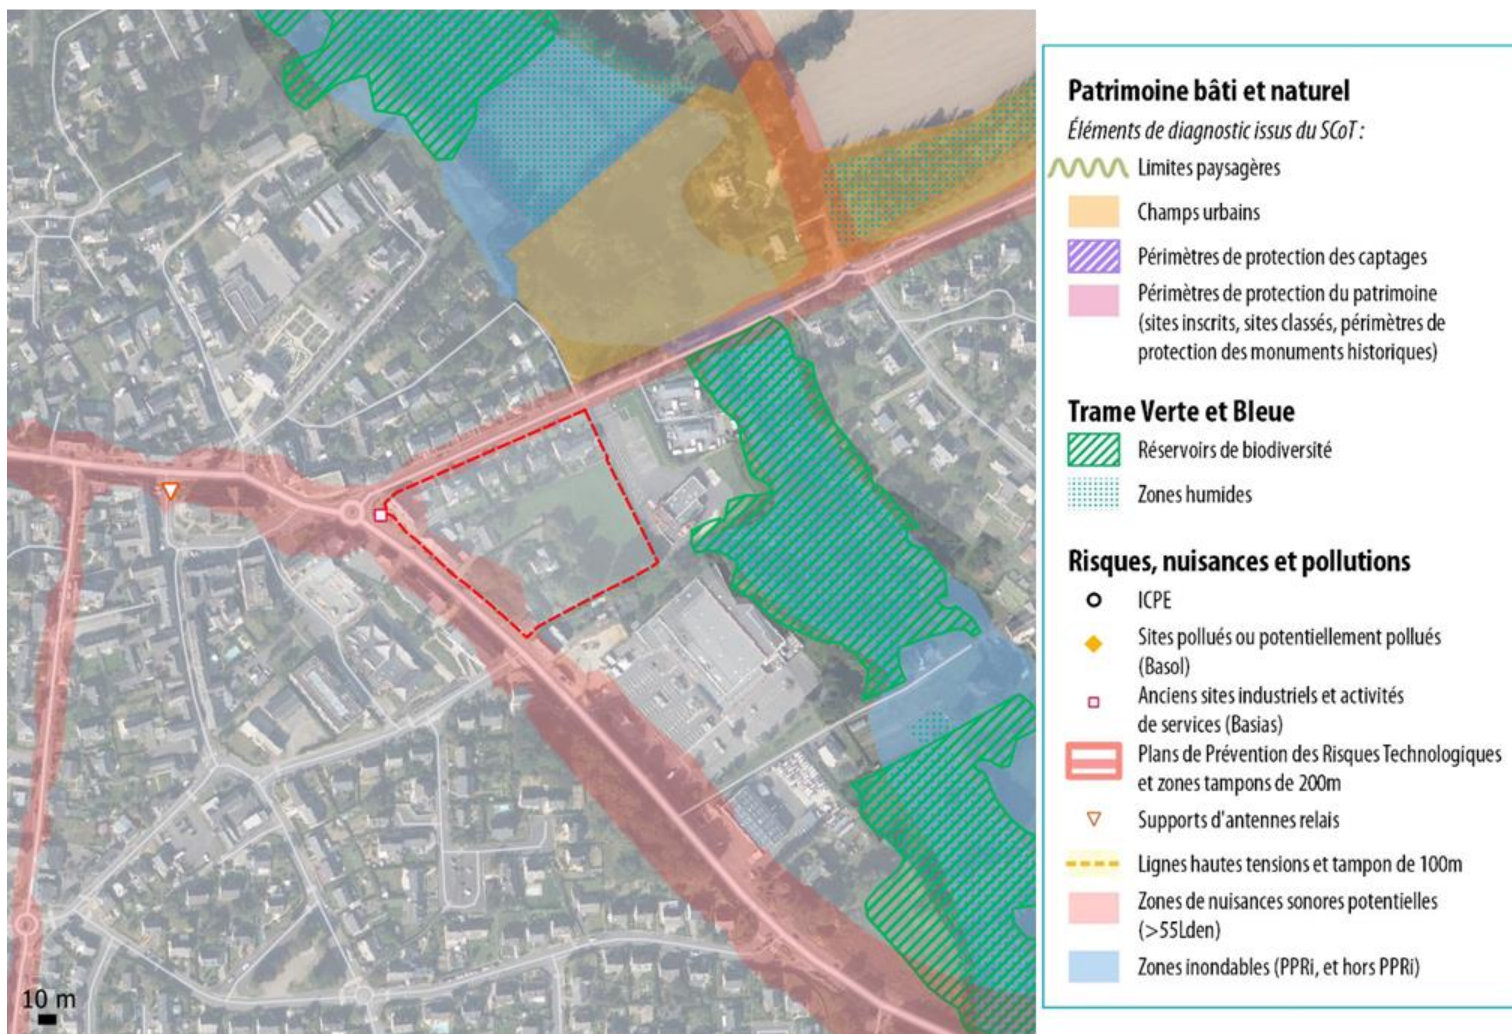 Patrimoine bâti et naturel
Éléments de diagnostic issus du SCoT :
Limites paysagères
Champs urbains
Périmètres de protection des captages
Périmètres de protection du patrimoine
(sites inscrits, sites classés, périmètres de
protection des monuments historiques)
Trame Verte et Bleue
Réservoirs de biodiversité
Zones humides
Risques, nuisances et pollutions
ICPE
Sites pollués ou potentiellement pollués
(Basol)
Anciens sites industriels et activités
de services (Basias)
Plans de Prévention des Risques Technologiques
et zones tampons de 200m
Supports d'antennes relais
Lignes hautes tensions et tampon de 100m
Zones de nuisances sonores potentielles
(>55Lden)
Zones inondables (PPRi, et hors PPRi)
10 m